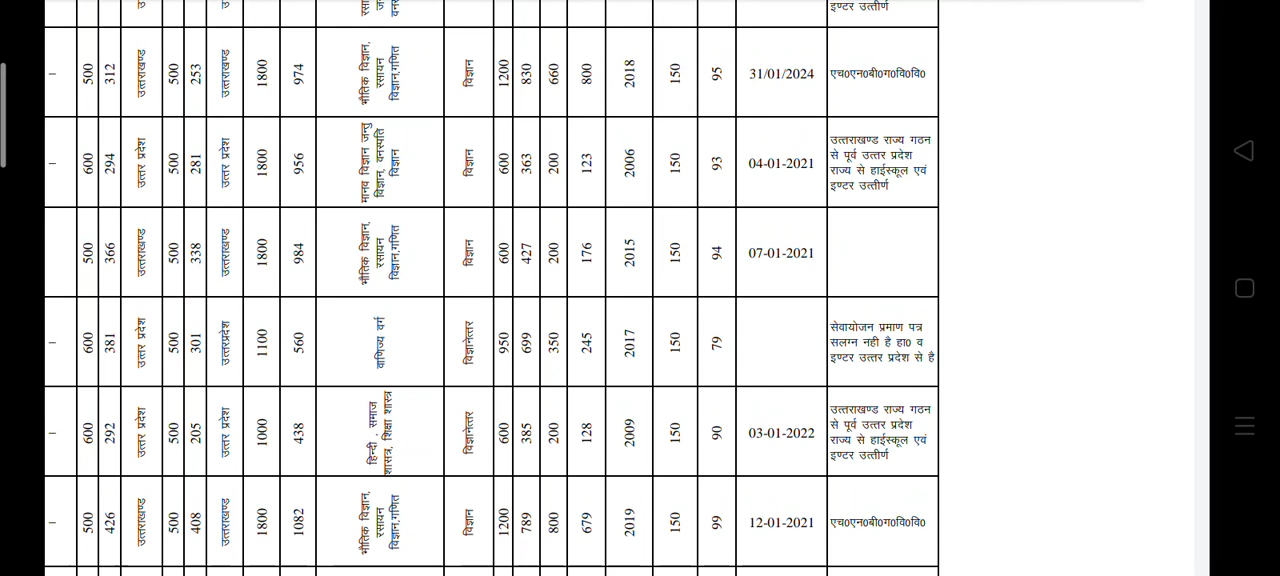 इण्टर उत्तीर्ण
–
500
312
उत्तराखण्ड
500
253
उत्तराखण्ड
1800
974
भौतिक विज्ञान,
रसायन
विज्ञान,गणित
विज्ञान
1200
830
660
800
2018
150
95
31/01/2024
एच0एन0बी0ग0वि0वि0
–
600
294
उत्तर प्रदेश
500
281
उत्तर प्रदेश
1800
956
मानव विज्ञान जन्तु
विज्ञान, वनस्पति
विज्ञान
विज्ञान
600
363
200
123
2006
150
93
04-01-2021
उत्तराखण्ड राज्य गठन
से पूर्व उत्तर प्रदेश
राज्य से हाईस्कूल एवं
इण्टर उत्तीर्ण
500
366
उत्तराखण्ड
500
338
उत्तराखण्ड
1800
984
भौतिक विज्ञान,
रसायन
विज्ञान,गणित
विज्ञान
600
427
200
176
2015
150
94
07-01-2021
–
600
381
उत्तर प्रदेश
500
301
उत्तरप्रदेश
1100
560
वाणिज्य वर्ग
विज्ञानेत्तर
950
699
350
245
2017
150
79
सेवायोजन प्रमाण पत्र
सलग्न नही है हा0 व
इण्टर उत्तर प्रदेश से है
–
600
292
उत्तर प्रदेश
500
205
उत्तर प्रदेश
1000
438
हिन्दी , समाज
शासत्र, शिक्षा शास्त्र
विज्ञानेत्तर
600
385
200
128
2009
150
90
03-01-2022
उत्तराखण्ड राज्य गठन
से पूर्व उत्तर प्रदेश
राज्य से हाईस्कूल एवं
इण्टर उत्तीर्ण
–
500
426
उत्तराखण्ड
500
408
उत्तराखण्ड
1800
1082
भौतिक विज्ञान,
रसायन
विज्ञान,गणित
विज्ञान
1200
789
800
679
2019
150
99
12-01-2021
एच0एन0बी0ग0वि0वि0